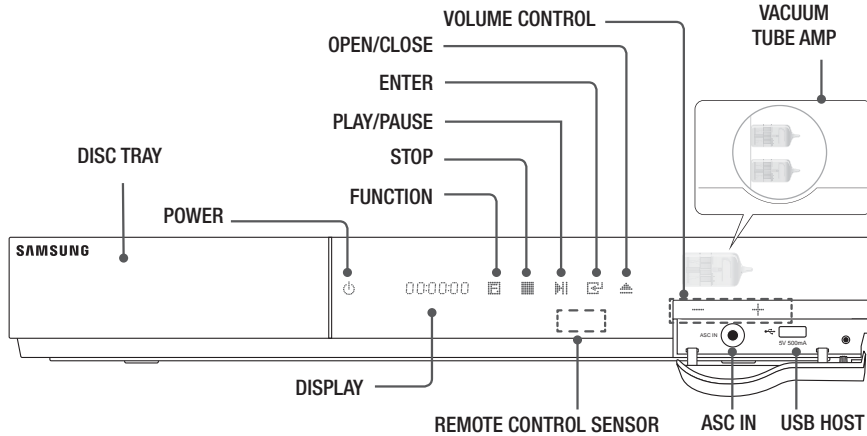 VOLUME CONTROL
VACUUM
TUBE AMP
OPEN/CLOSE
ENTER
PLAY/PAUSE
STOP
DISC TRAY
FUNCTION
POWER
SAMSUNG
00:00:00
F
ASC IN
5V 500mA
DISPLAY
REMOTE CONTROL SENSOR
ASC IN
USB HOST